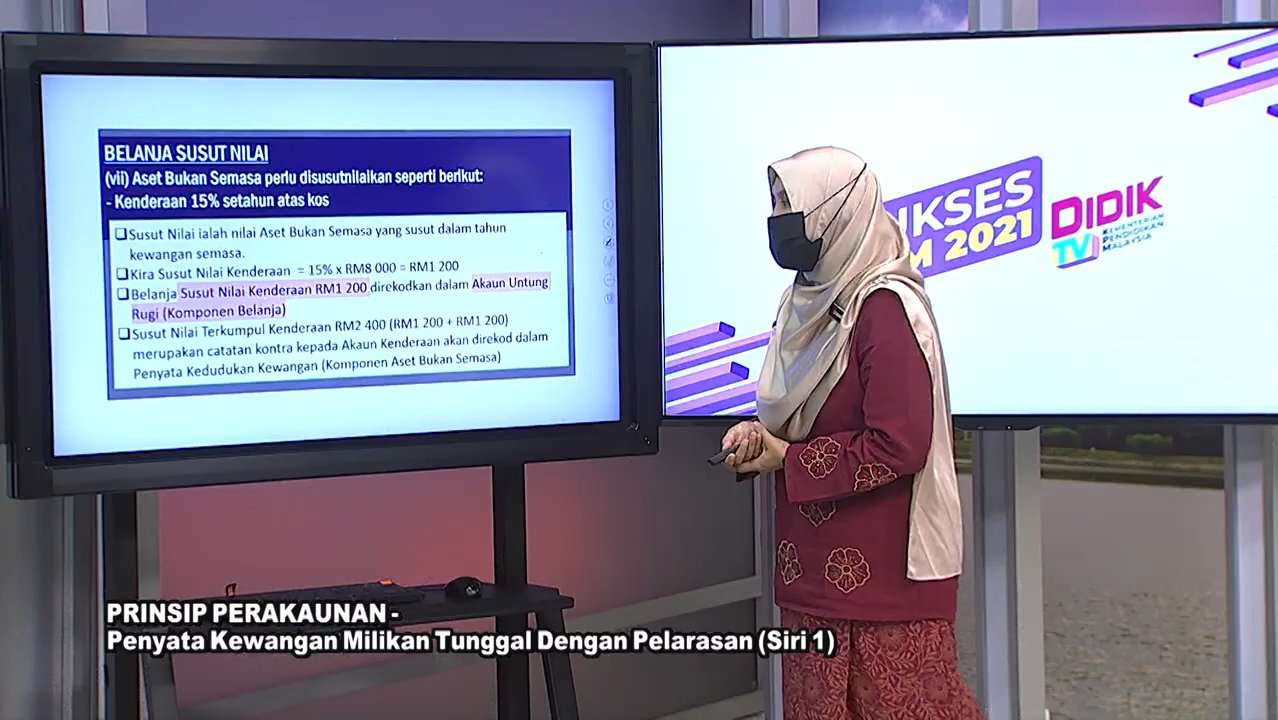 BELANJA SUSUT NILAI
(vii) Aset Bukan Semasa perlu disusutnilaikan seperti berikut:
- Kenderaan 15% setahun atas kos
❑Susut Nilai ialah nilai Aset Bukan Semasa yang susut dalam tahun
kewangan semasa.
❑Kira Susut Nilai Kenderaan = 15% x RM8 000 = RM1 200
❑Belanja Susut Nilai Kenderaan RM1 200 direkodkan dalam Akaun Untung
Rugi (Komponen Belanja)
❑Susut Nilai Terkumpul Kenderaan RM2 400 (RM1 200 + RM1 200)
merupakan catatan kontra kepada Akaun Kenderaan akan direkod dalam
Penyata Kedudukan Kewangan (Komponen Aset Bukan Semasa)
2021
DIDIK
TV
KEMENTERIAN
PENDIDIKAN
MALAYSIA
PRINSIP PERAKAUNAN -
Penyata Kewangan Milikan Tunggal Dengan Pelarasan (Siri 1)